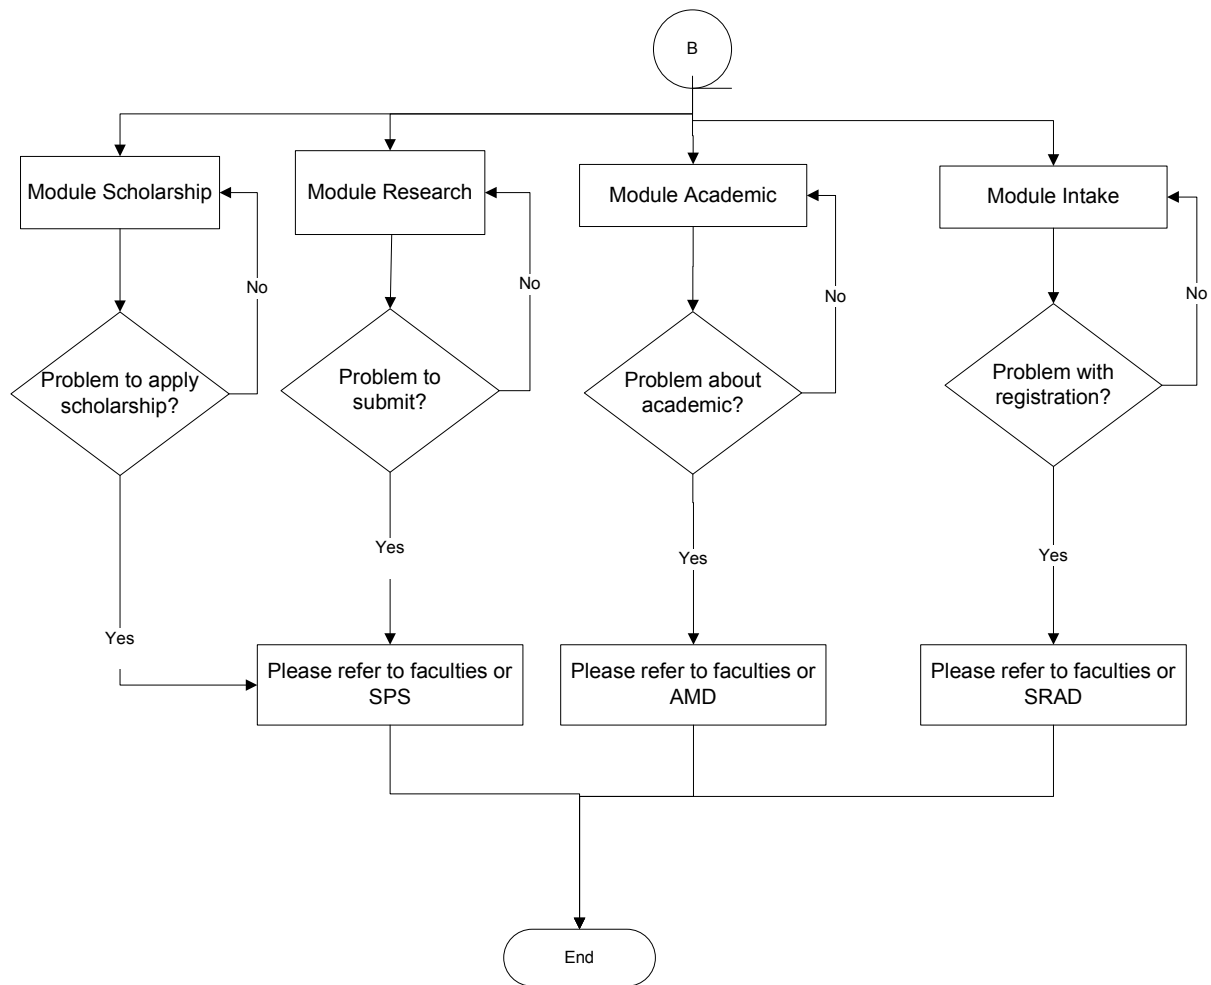 B
Module Scholarship
Module Research
Module Academic
Module Intake
No
No
No
No
Problem to apply
scholarship?
Problem to
submit?
Problem about
academic?
Problem with
registration?
Yes
Yes
Yes
Yes
Please refer to faculties or
SPS
Please refer to faculties or
AMD
Please refer to faculties or
SRAD
End